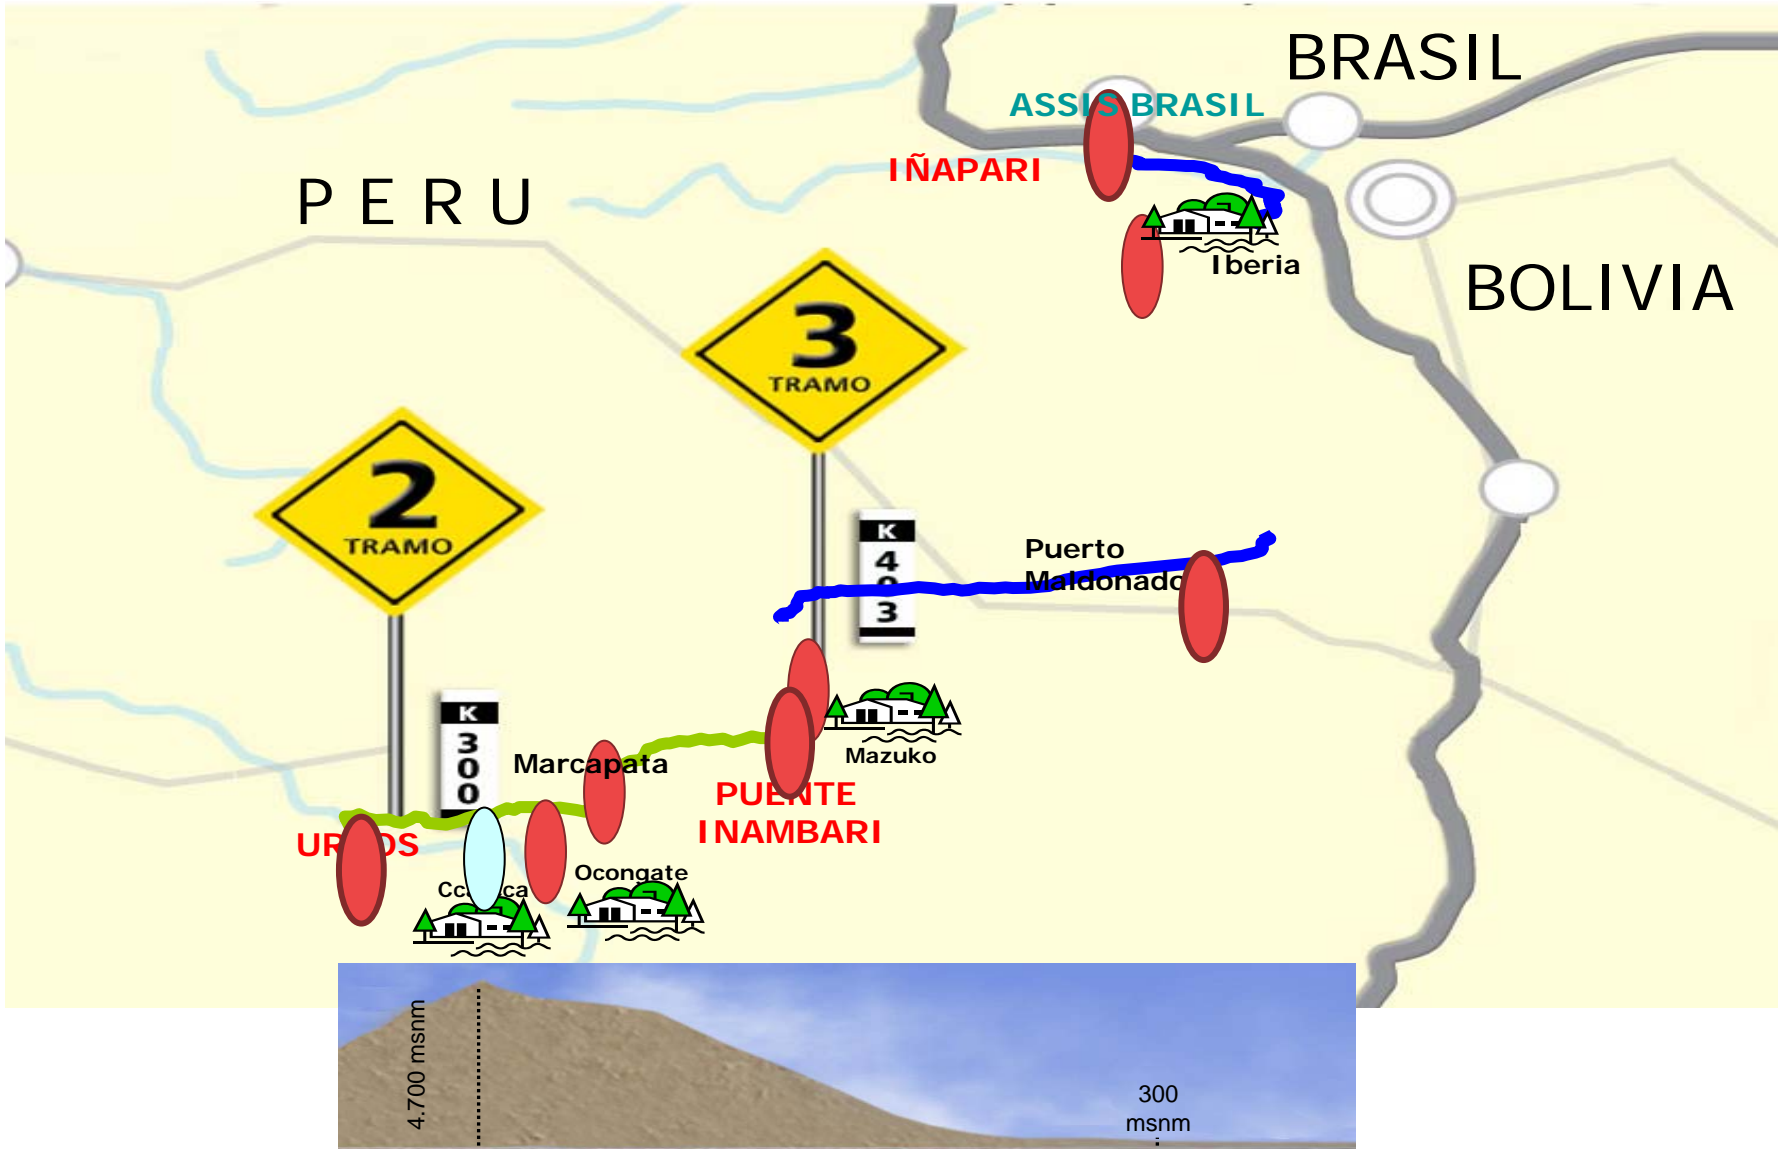 BRASIL
ASSIS BRASIL
IÑAPARI
PERU
Iberia
BOLIVIA
3
TRAMO
2
TRAMO
K
4
3
Puerto
Maldonado
K
3
0
0
Marcapata
Mazuko
PUENTE
INAMBARI
Ocongate
4.700 msnm
300
msnm